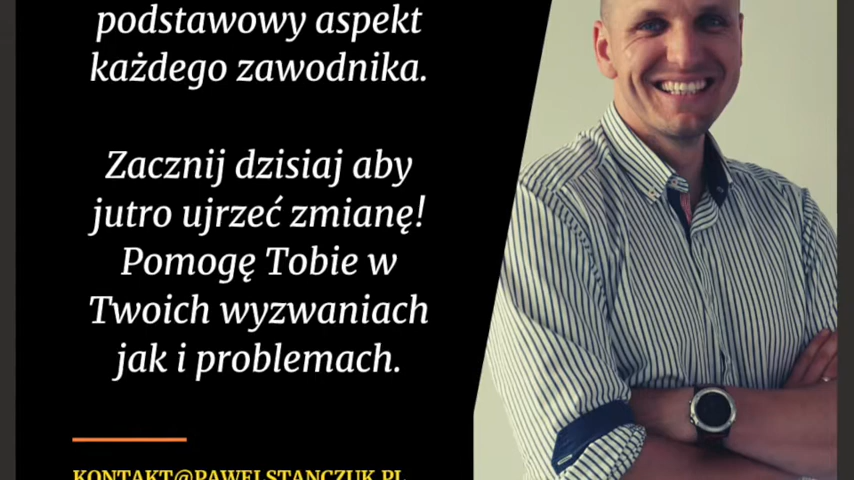 podstawowy aspekt
każdego zawodnika.
Zacznij dzisiaj aby
jutro ujrzeć zmianę!
Pomogę Tobie w
Twoich wyzwaniach
jak i problemach.
KONTAKT@PAWELSTANCZUK.PL